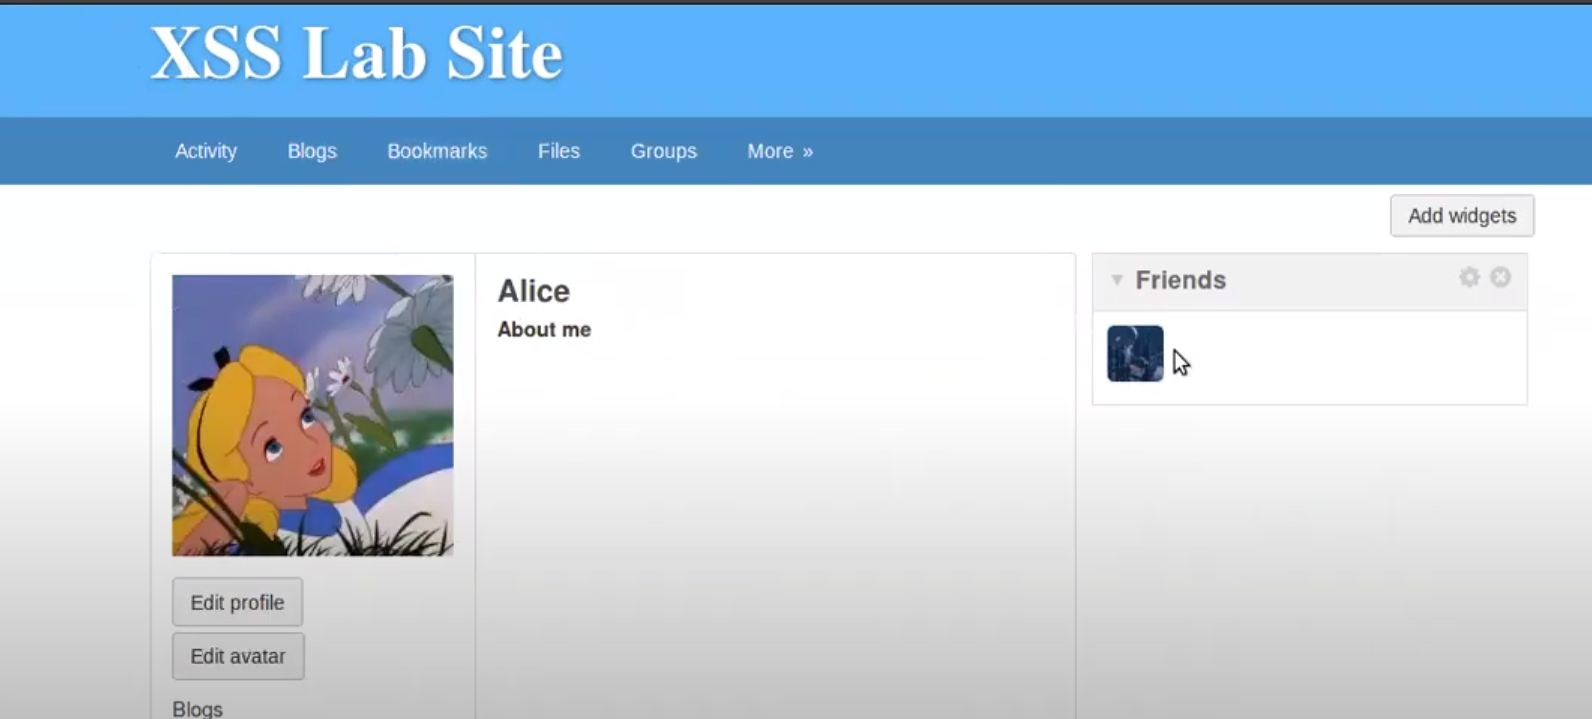 XSS Lab Site
Activity Blogs Bookmarks Files Groups More »
Add widgets
Alice
About me
Friends
Edit profile
Edit avatar
Blogs